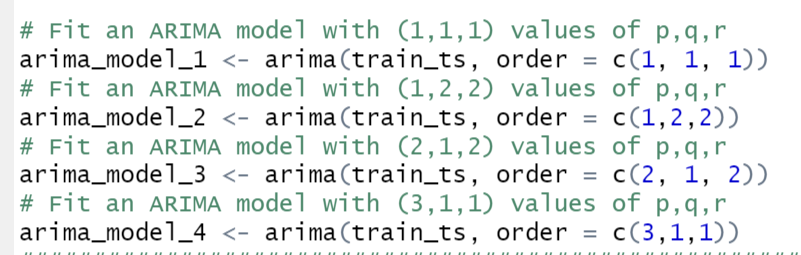 # Fit an ARIMA model with (1,1,1) values of p,q,r
arima_model_1 <- arima(train_ts, order = c(1, 1, 1))
# Fit an ARIMA model with (1,2,2) values of p,q,r
arima_model_2 <- arima(train_ts, order = c(1,2,2))
# Fit an ARIMA model with (2,1,2) values of p,q,r
arima_model_3 <- arima(train_ts, order = c(2, 1, 2))
# Fit an ARIMA model with (3,1,1) values of p,q,r
arima_model_4 <- arima(train_ts, order = c(3,1,1))